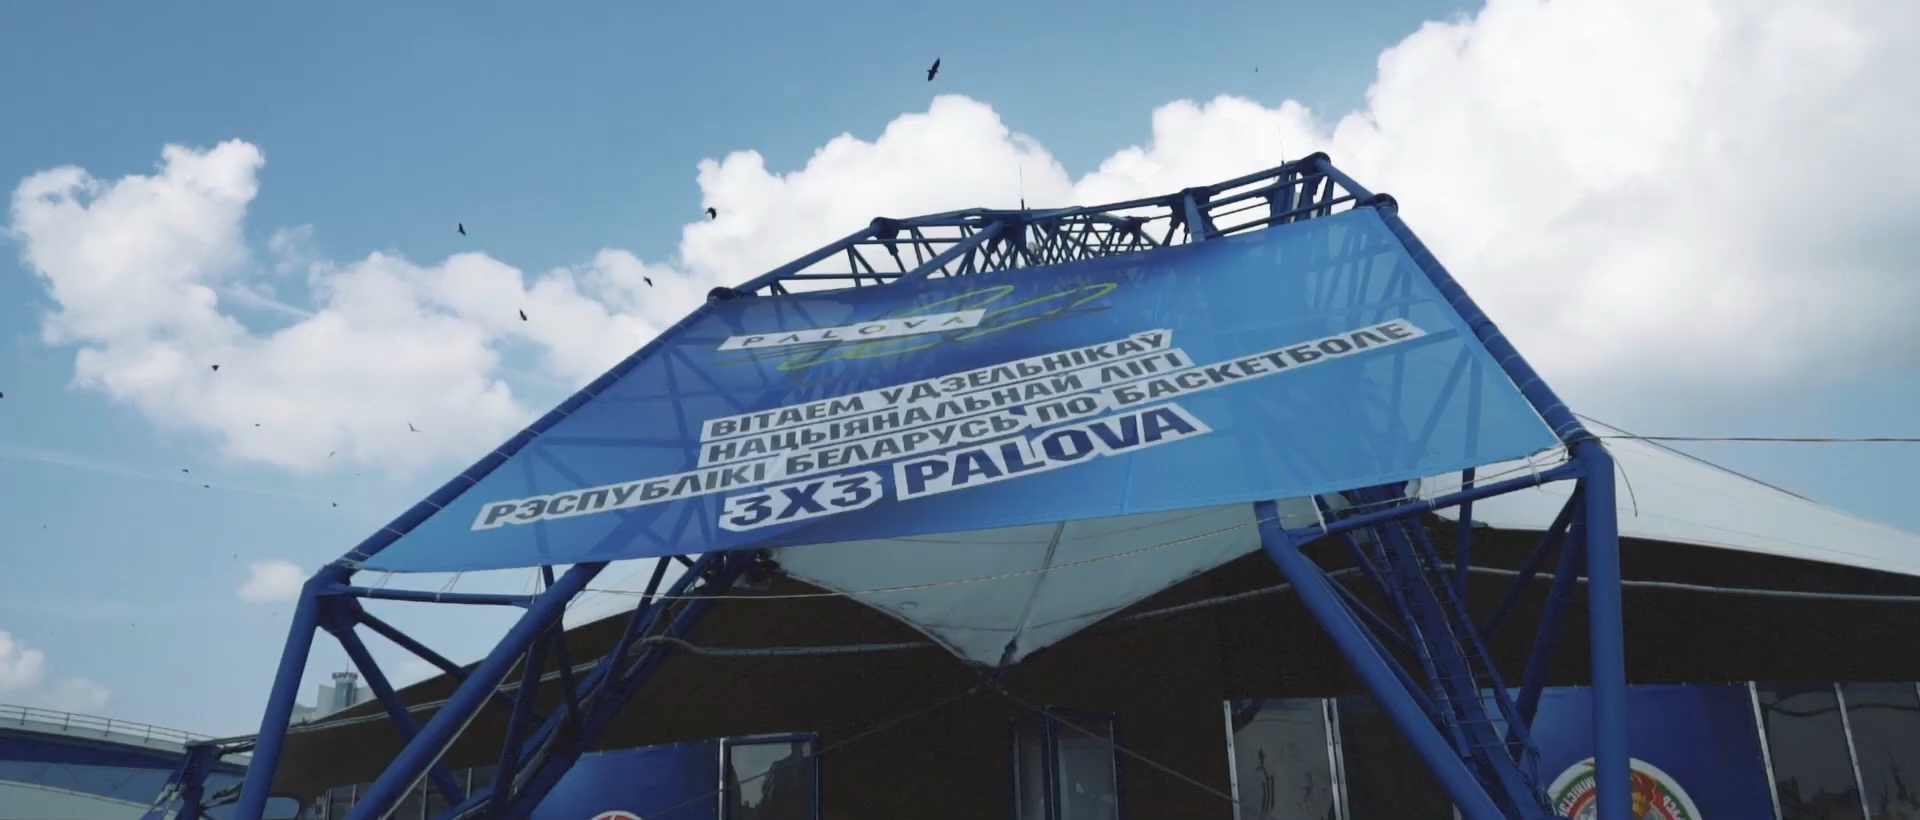 PALOVA
ВІТАЕМ УДЗЕЛЬНІКАЎ
НАЦЫЯНАЛЬНАЙ ЛІГІ
РЭСПУБЛІКІ БЕЛАРУСЬ ПО БАСКЕТБОЛЕ
3X3 PALOVA